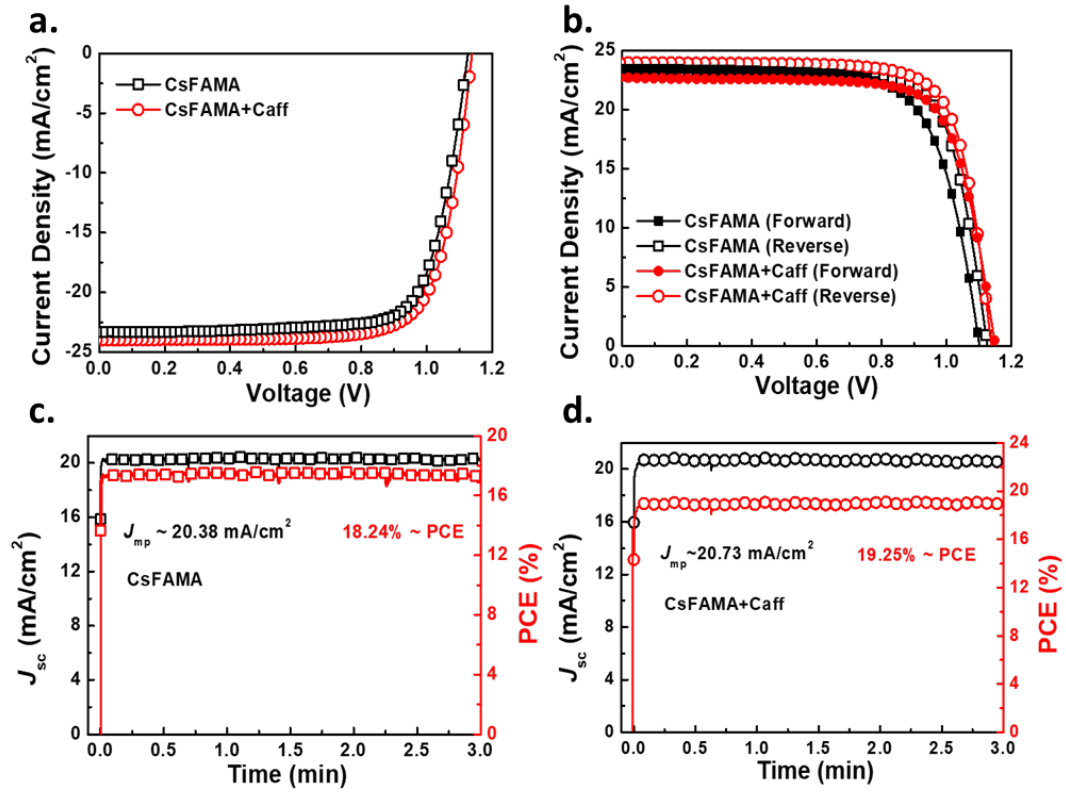 a.
0
-5
-10
-15
-20
-25
Current Density (mA/cm²)
CsFAMA
CsFAMA+Caff
0.0 0.2 0.4 0.6 0.8 1.0 1.2
Voltage (V)
b.
25
20
15
10
5
0
Current Density (mA/cm²)
CsFAMA (Forward)
CsFAMA (Reverse)
CsFAMA+Caff (Forward)
CsFAMA+Caff (Reverse)
0.0 0.2 0.4 0.6 0.8 1.0 1.2
Voltage (V)
c.
20
16
12
8
4
0
Jsc (mA/cm²)
Jmp ~ 20.38 mA/cm²
18.24% ~ PCE
CsFAMA
20
16
12
8
4
0
PCE (%)
0.0 0.5 1.0 1.5 2.0 2.5 3.0
Time (min)
d.
20
16
12
8
4
0
Jsc (mA/cm²)
Jmp ~20.73 mA/cm²
19.25% ~ PCE
CsFAMA+Caff
24
20
16
12
8
4
0
PCE (%)
0.0 0.5 1.0 1.5 2.0 2.5 3.0
Time (min)